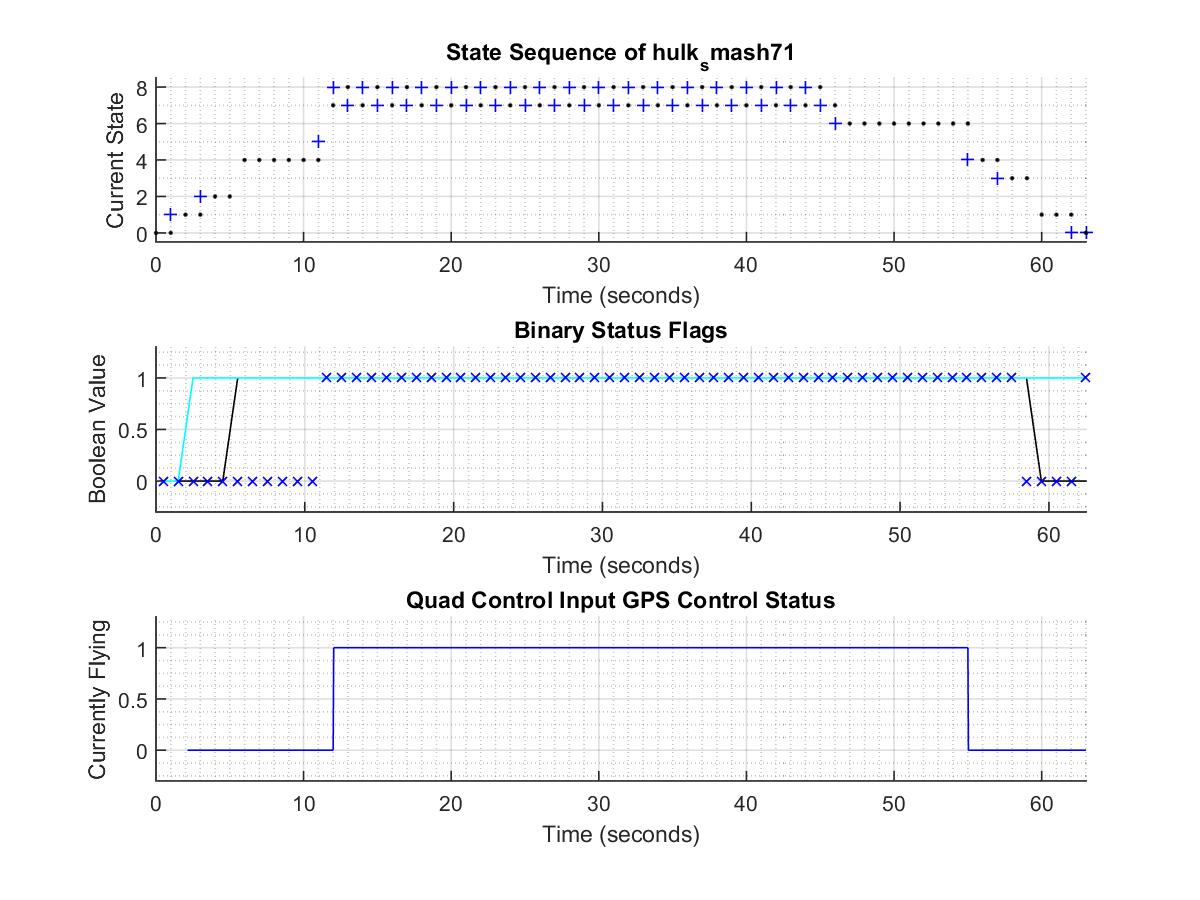 State Sequence of hulksmash71
Current State
8
6
4
2
0
0 10 20 30 40 50 60
Time (seconds)
Binary Status Flags
Boolean Value
1
0.5
0
0 10 20 30 40 50 60
Time (seconds)
Quad Control Input GPS Control Status
Currently Flying
1
0.5
0
0 10 20 30 40 50 60
Time (seconds)